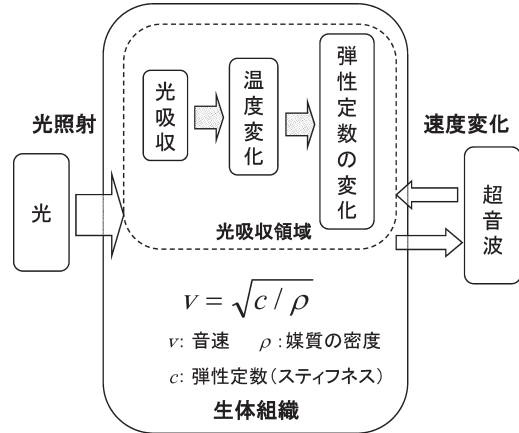 光照射
光
光吸収
温度変化
弾性定数の変化
光吸収領域
速度変化
超音波
v = √c / ρ
v: 音速 ρ:媒質の密度
c: 弾性定数(スティフネス)
生体組織